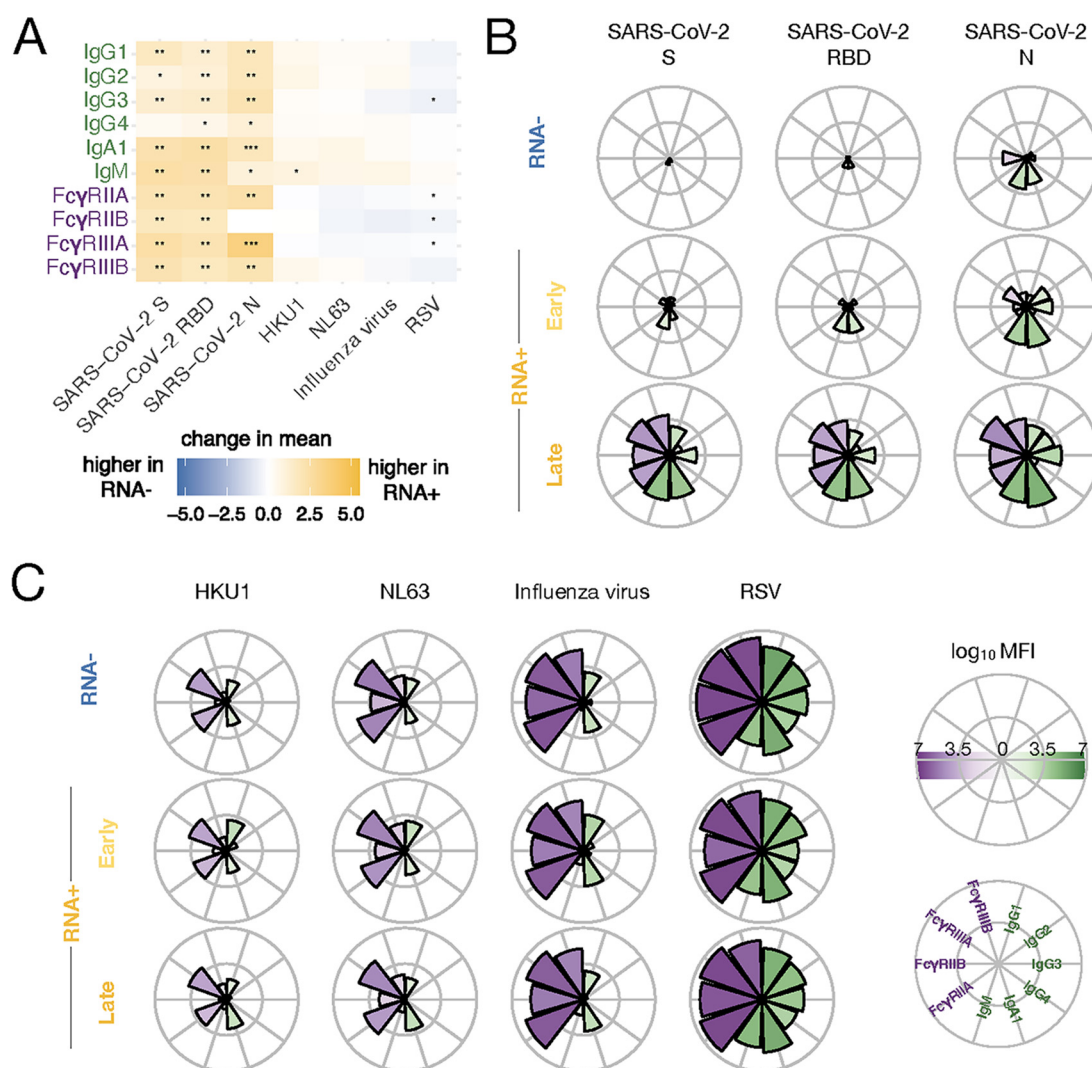 A
IgG1
IgG2
IgG3
IgG4
IgA1
IgM
FcγRIIA
FcγRIIB
FcγRIIIA
FcγRIIIB
** ** **
* ** **
** ** ** *
* *
** ** ***
** ** * *
** ** ** *
** ** *
** ** *** *
** ** **
SARS-CoV-2 S
SARS-CoV-2 RBD
SARS-CoV-2 N
HKU1
NL63
Influenza virus
RSV
change in mean
higher in
RNA-
higher in
RNA+
-5.0 -2.5 0.0 2.5 5.0
B
SARS-CoV-2
S
SARS-CoV-2
RBD
SARS-CoV-2
N
RNA-
RNA+
Early
Late
C
HKU1
NL63
Influenza virus
RSV
RNA-
RNA+
Early
Late
log10 MFI
7 3.5 0 3.5 7
FcγRIIIB
IgG1
FcγRIIIA
IgG2
FcγRIIB
IgG3
FcγRIIA
IgG4
IgM
IgA1